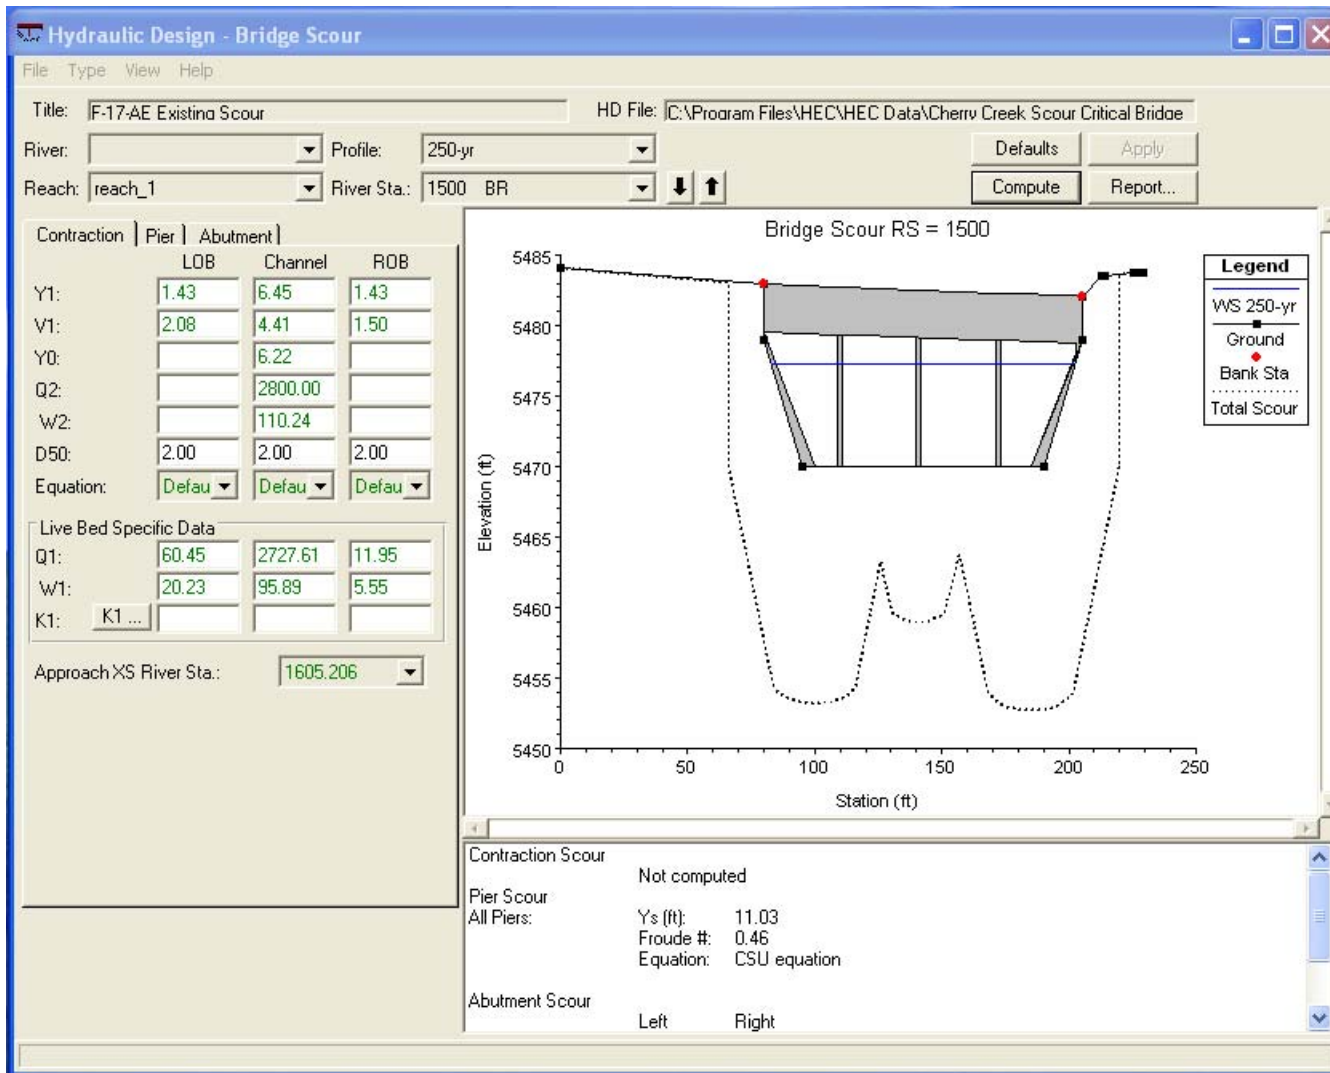 Hydraulic Design - Bridge Scour
File Type View Help
Title: F-17-AE Existing Scour HD File: C:\Program Files\HEC\HEC Data\Cherry Creek Scour Critical Bridge
River: Profile: 250-yr Defaults Apply
Reach: reach_1 River Sta.: 1500 BR Compute Report...
Contraction Pier Abutment
LOB Channel ROB
Y1: 1.43 6.45 1.43
V1: 2.08 4.41 1.50
Y0: 6.22
Q2: 2800.00
W2: 110.24
D50: 2.00 2.00 2.00
Equation: Defau Defau Defau
Live Bed Specific Data
Q1: 60.45 2727.61 11.95
W1: 20.23 95.89 5.55
K1: K1 ...
Approach XS River Sta.: 1605.206
Bridge Scour RS = 1500
5485
5480
5475
5470
5465
5460
5455
5450
Elevation (ft)
0 50 100 150 200 250
Station (ft)
Legend
WS 250-yr
Ground
Bank Sta
Total Scour
Contraction Scour
Not computed
Pier Scour
All Piers: Ys (ft): 11.03
Froude #: 0.46
Equation: CSU equation
Abutment Scour
Left Right